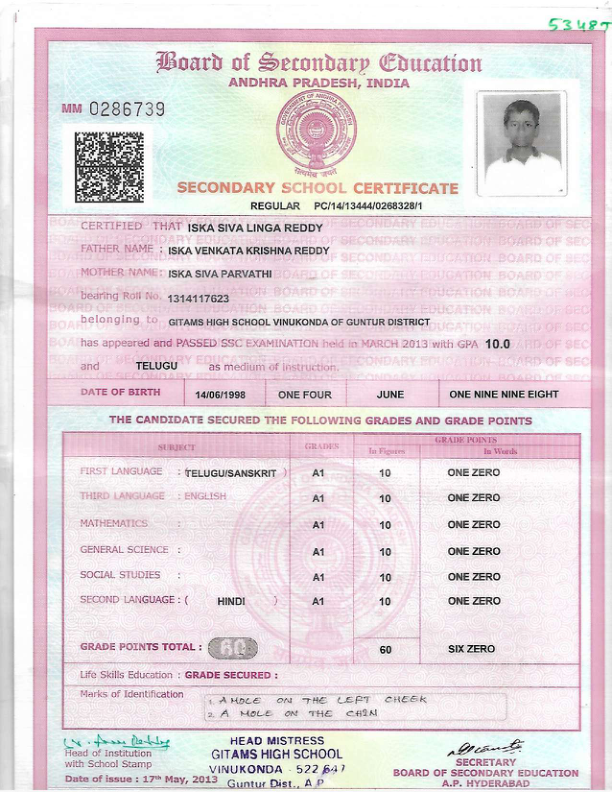 53485
Board of Secondary Education
ANDHRA PRADESH, INDIA
MM 0286739
GOVERNMENT OF ANDHRA PRADESH
सत्यमेव जयते
SECONDARY SCHOOL CERTIFICATE
REGULAR PC/14/13444/0268328/1
CERTIFIED THAT ISKA SIVA LINGA REDDY
FATHER NAME : ISKA VENKATA KRISHNA REDDY
MOTHER NAME: ISKA SIVA PARVATHI
bearing Roll No. 1314117623
belonging to GITAMS HIGH SCHOOL VINUKONDA OF GUNTUR DISTRICT
has appeared and PASSED SSC EXAMINATION held in MARCH 2013 with GPA 10.0
and TELUGU as medium of instruction.
DATE OF BIRTH 14/06/1998 ONE FOUR JUNE ONE NINE NINE EIGHT
THE CANDIDATE SECURED THE FOLLOWING GRADES AND GRADE POINTS
SUBJECT GRADES GRADE POINTS
In Figures In Words
FIRST LANGUAGE : (TELUGU/SANSKRIT ) A1 10 ONE ZERO
THIRD LANGUAGE : ENGLISH A1 10 ONE ZERO
MATHEMATICS : A1 10 ONE ZERO
GENERAL SCIENCE : A1 10 ONE ZERO
SOCIAL STUDIES : A1 10 ONE ZERO
SECOND LANGUAGE : ( HINDI ) A1 10 ONE ZERO
GRADE POINTS TOTAL : 60 60 SIX ZERO
Life Skills Education : GRADE SECURED :
Marks of Identification
1. A MOLE ON THE LEFT CHEEK
2. A MOLE ON THE CHIN
Head of Institution
with School Stamp
Date of issue : 17th May, 2013
HEAD MISTRESS
GITAMS HIGH SCHOOL
VINUKONDA - 522 647
Guntur Dist., A.P.
SECRETARY
BOARD OF SECONDARY EDUCATION
A.P. HYDERABAD